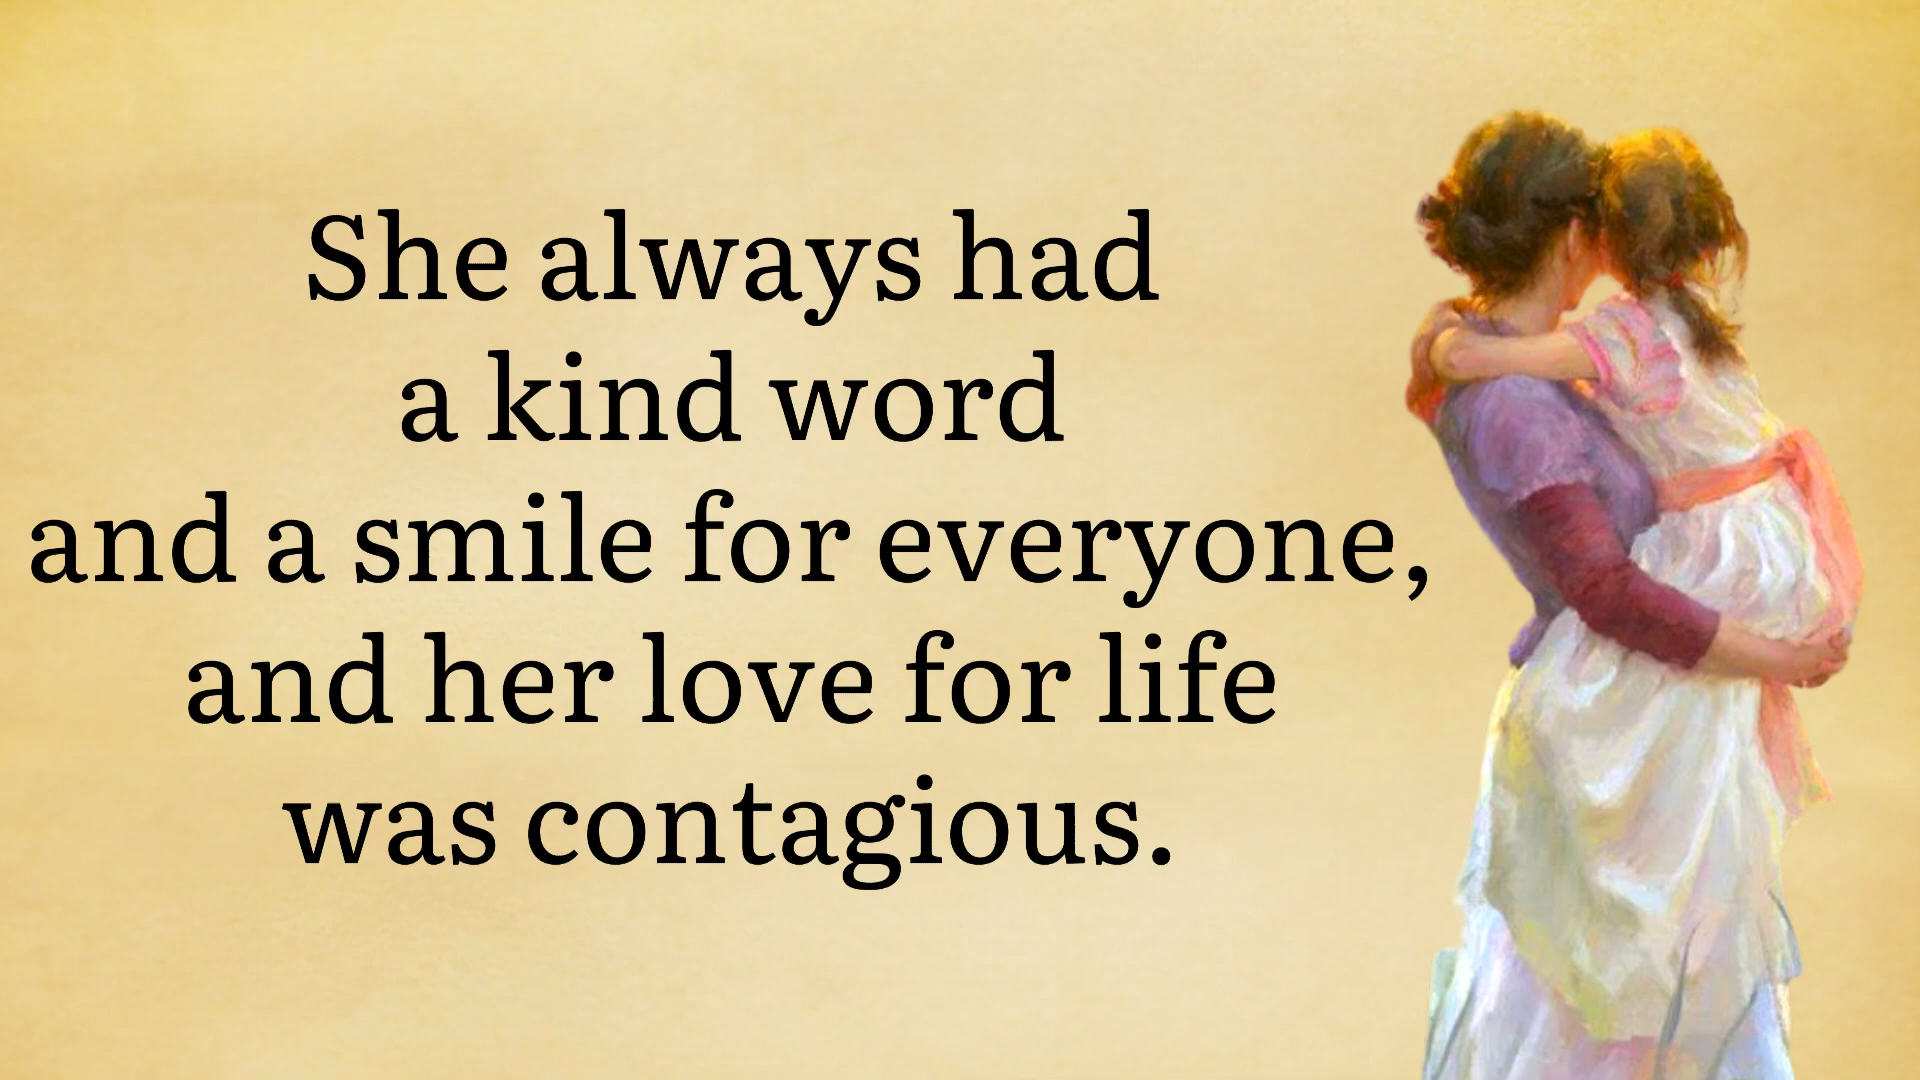 She always had
a kind word
and a smile for everyone,
and her love for life
was contagious.